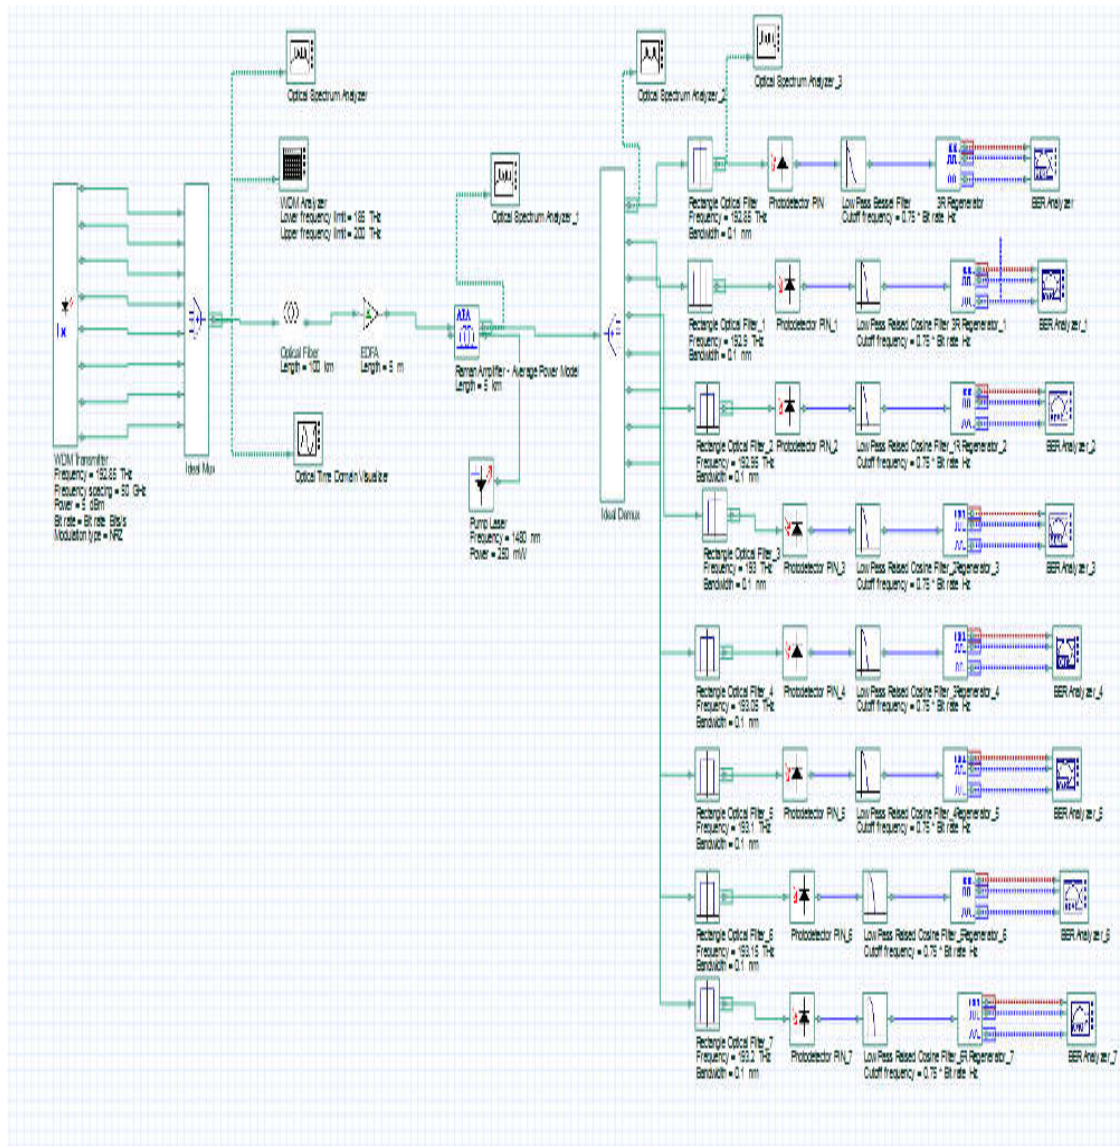 Optical Spectrum Analyzer
Optical Spectrum Analyzer_2
Optical Spectrum Analyzer_3
WDM Analyzer
Lower frequency limit = 185 THz
Upper frequency limit = 200 THz
Optical Spectrum Analyzer_1
Rectangle Optical Filter
Frequency = 192.85 THz
Bandwidth = 0.1 nm
Photodetector PIN
Low Pass Bessel Filter
Cutoff frequency = 0.75 * Bit rate Hz
3R Regenerator
BER Analyzer
Tx
Optical Fiber
Length = 100 km
EDFA
Length = 5 m
Raman Amplifier - Average Power Model
Length = 5 km
Rectangle Optical Filter_1
Frequency = 192.9 THz
Bandwidth = 0.1 nm
Photodetector PIN_1
Low Pass Raised Cosine Filter 3R Regenerator_1
Cutoff frequency = 0.75 * Bit rate Hz
BER Analyzer_1
Rectangle Optical Filter_2
Frequency = 192.95 THz
Bandwidth = 0.1 nm
Photodetector PIN_2
Low Pass Raised Cosine Filter_1R Regenerator_2
Cutoff frequency = 0.75 * Bit rate Hz
BER Analyzer_2
WDM Transmitter
Frequency = 192.85 THz
Frequency spacing = 50 GHz
Power = 5 dBm
Bit rate = Bit rate Bits/s
Modulation type = NRZ
Ideal Mux
Optical Time Domain Visualizer
Pump Laser
Frequency = 1480 nm
Power = 250 mW
Ideal Demux
Rectangle Optical Filter_3
Frequency = 193 THz
Bandwidth = 0.1 nm
Photodetector PIN_3
Low Pass Raised Cosine Filter_2Regenerator_3
Cutoff frequency = 0.75 * Bit rate Hz
BER Analyzer_3
Rectangle Optical Filter_4
Frequency = 193.05 THz
Bandwidth = 0.1 nm
Photodetector PIN_4
Low Pass Raised Cosine Filter_3Regenerator_4
Cutoff frequency = 0.75 * Bit rate Hz
BER Analyzer_4
Rectangle Optical Filter_5
Frequency = 193.1 THz
Bandwidth = 0.1 nm
Photodetector PIN_5
Low Pass Raised Cosine Filter_4Regenerator_5
Cutoff frequency = 0.75 * Bit rate Hz
BER Analyzer_5
Rectangle Optical Filter_6
Frequency = 193.15 THz
Bandwidth = 0.1 nm
Photodetector PIN_6
Low Pass Raised Cosine Filter_5Regenerator_6
Cutoff frequency = 0.75 * Bit rate Hz
BER Analyzer_6
Rectangle Optical Filter_7
Frequency = 193.2 THz
Bandwidth = 0.1 nm
Photodetector PIN_7
Low Pass Raised Cosine Filter_6R Regenerator_7
Cutoff frequency = 0.75 * Bit rate Hz
BER Analyzer_7